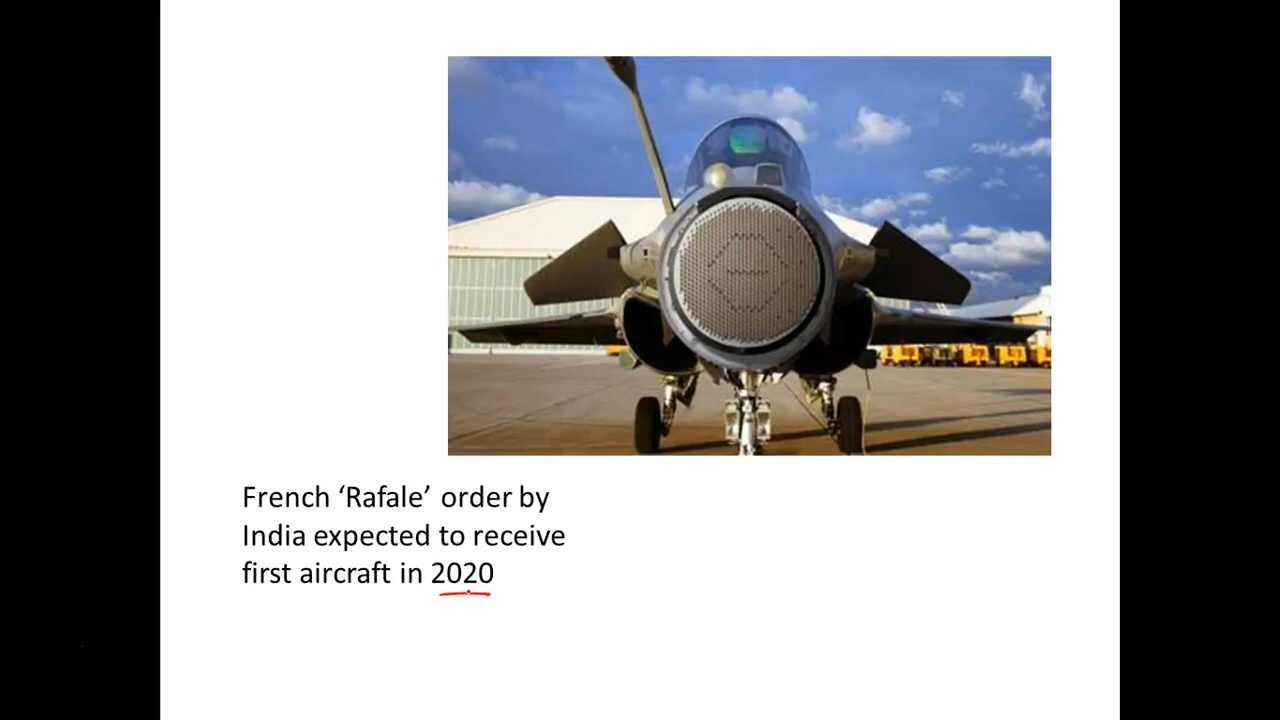 French ‘Rafale’ order by
India expected to receive
first aircraft in 2020